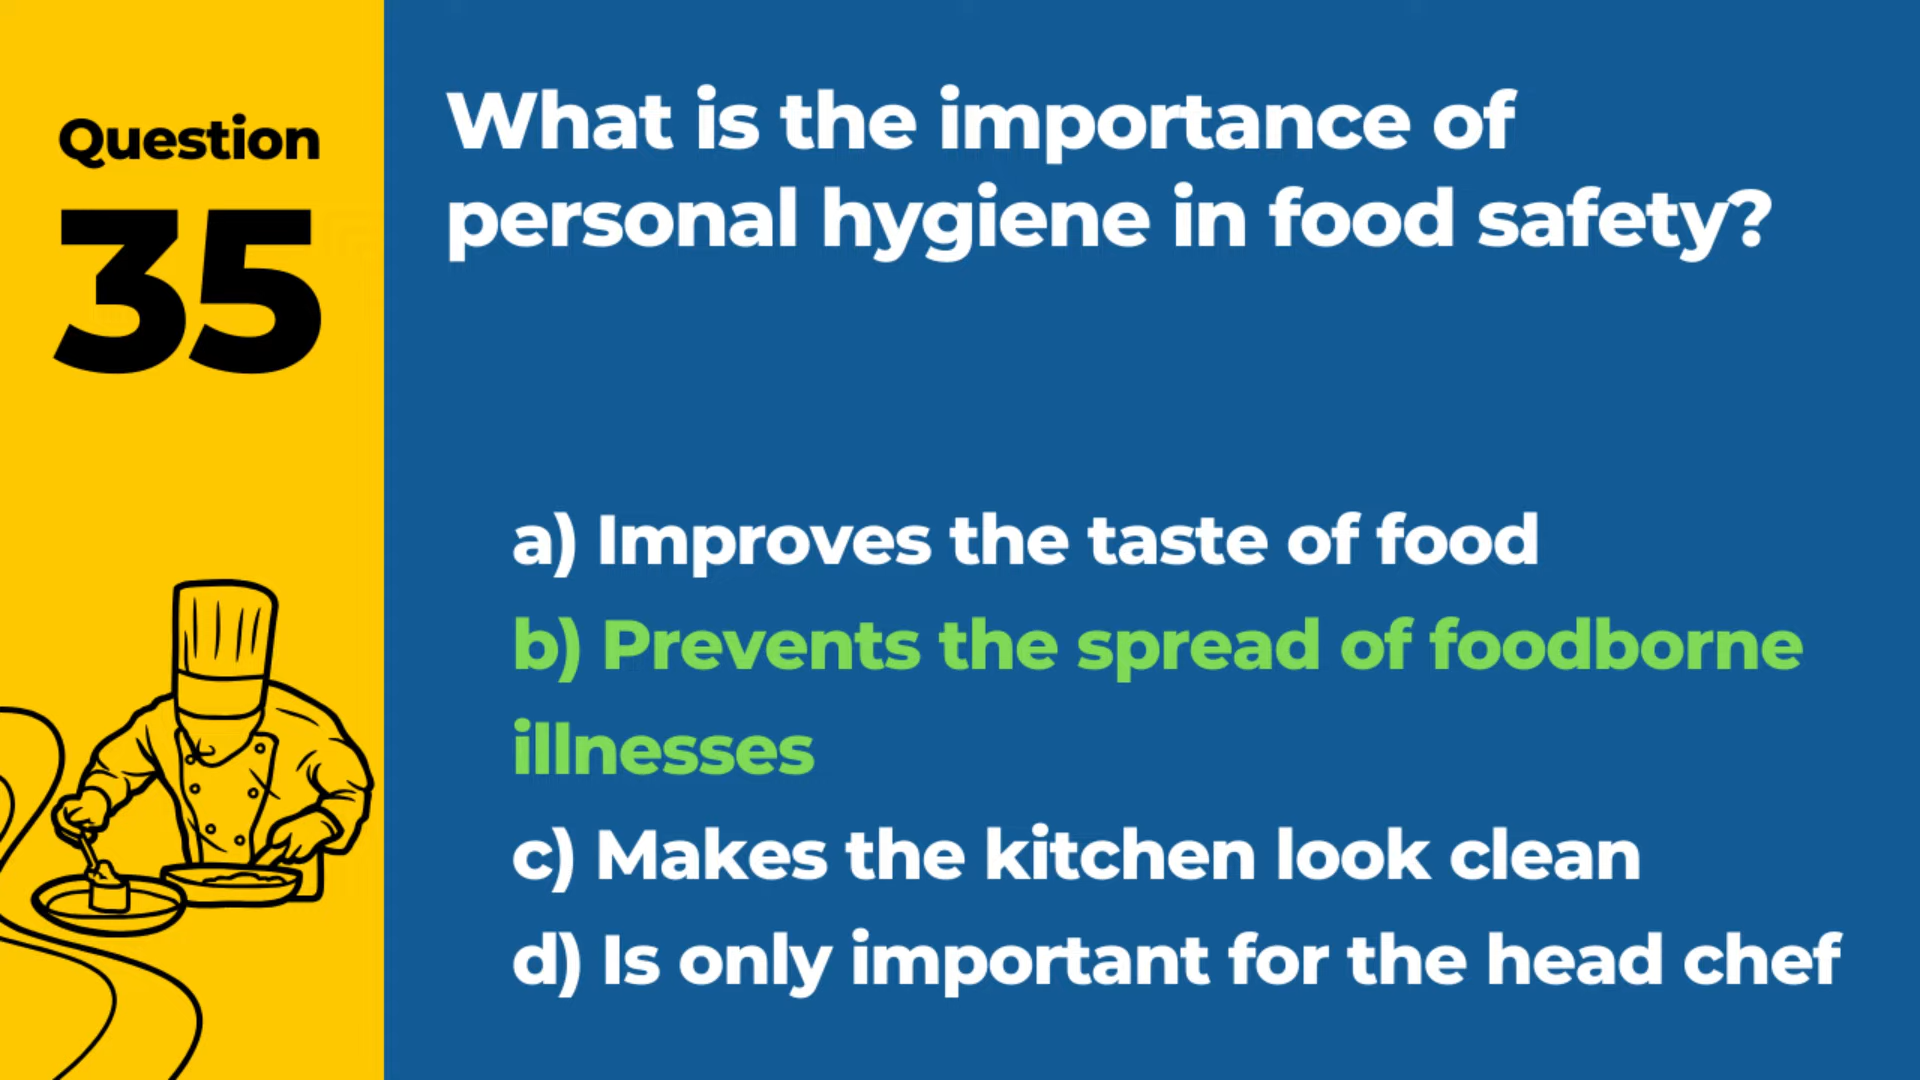 Question
35
What is the importance of
personal hygiene in food safety?
a) Improves the taste of food
b) Prevents the spread of foodborne
illnesses
c) Makes the kitchen look clean
d) Is only important for the head chef